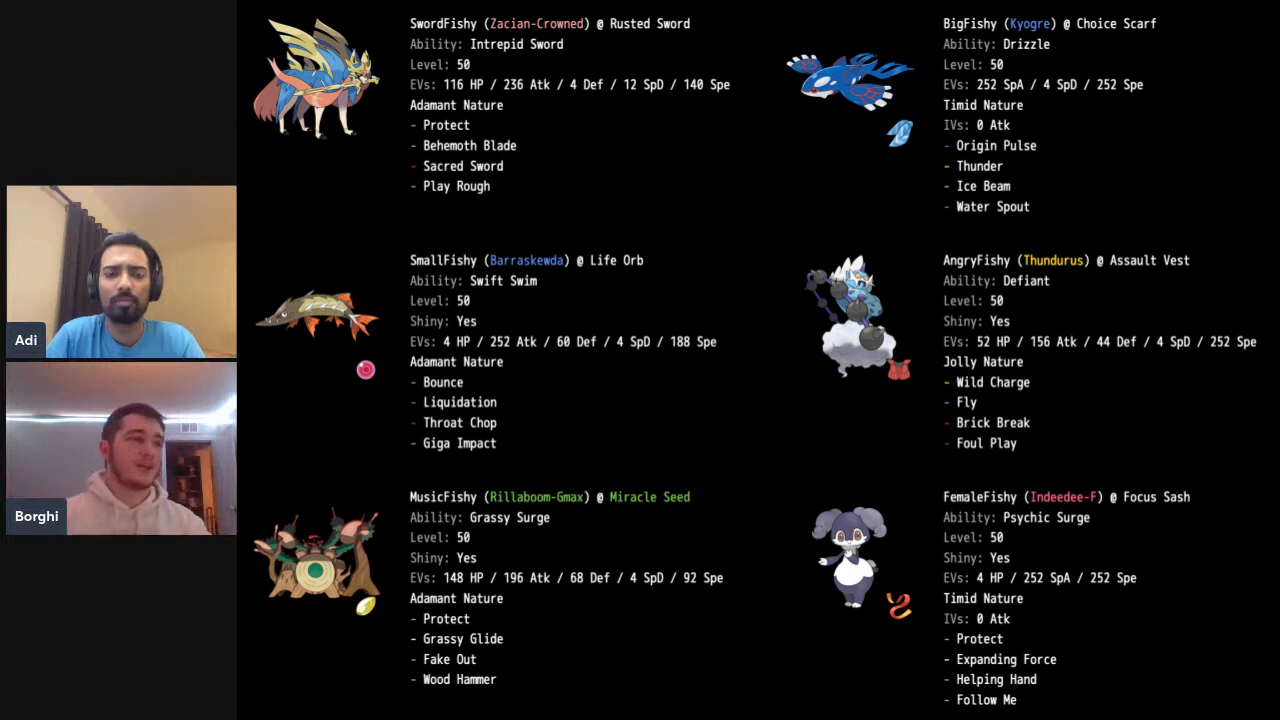 SwordFishy (Zacian-Crowned) @ Rusted Sword
Ability: Intrepid Sword
Level: 50
EVs: 116 HP / 236 Atk / 4 Def / 12 SpD / 140 Spe
Adamant Nature
- Protect
- Behemoth Blade
- Sacred Sword
- Play Rough
BigFishy (Kyogre) @ Choice Scarf
Ability: Drizzle
Level: 50
EVs: 252 SpA / 4 SpD / 252 Spe
Timid Nature
IVs: 0 Atk
- Origin Pulse
- Thunder
- Ice Beam
- Water Spout
Adi
Borghi
SmallFishy (Barraskewda) @ Life Orb
Ability: Swift Swim
Level: 50
Shiny: Yes
EVs: 4 HP / 252 Atk / 60 Def / 4 SpD / 188 Spe
Adamant Nature
- Bounce
- Liquidation
- Throat Chop
- Giga Impact
AngryFishy (Thundurus) @ Assault Vest
Ability: Defiant
Level: 50
Shiny: Yes
EVs: 52 HP / 156 Atk / 44 Def / 4 SpD / 252 Spe
Jolly Nature
- Wild Charge
- Fly
- Brick Break
- Foul Play
MusicFishy (Rillaboom-Gmax) @ Miracle Seed
Ability: Grassy Surge
Level: 50
Shiny: Yes
EVs: 148 HP / 196 Atk / 68 Def / 4 SpD / 92 Spe
Adamant Nature
- Protect
- Grassy Glide
- Fake Out
- Wood Hammer
FemaleFishy (Indeedee-F) @ Focus Sash
Ability: Psychic Surge
Level: 50
Shiny: Yes
EVs: 4 HP / 252 SpA / 252 Spe
Timid Nature
IVs: 0 Atk
- Protect
- Expanding Force
- Helping Hand
- Follow Me